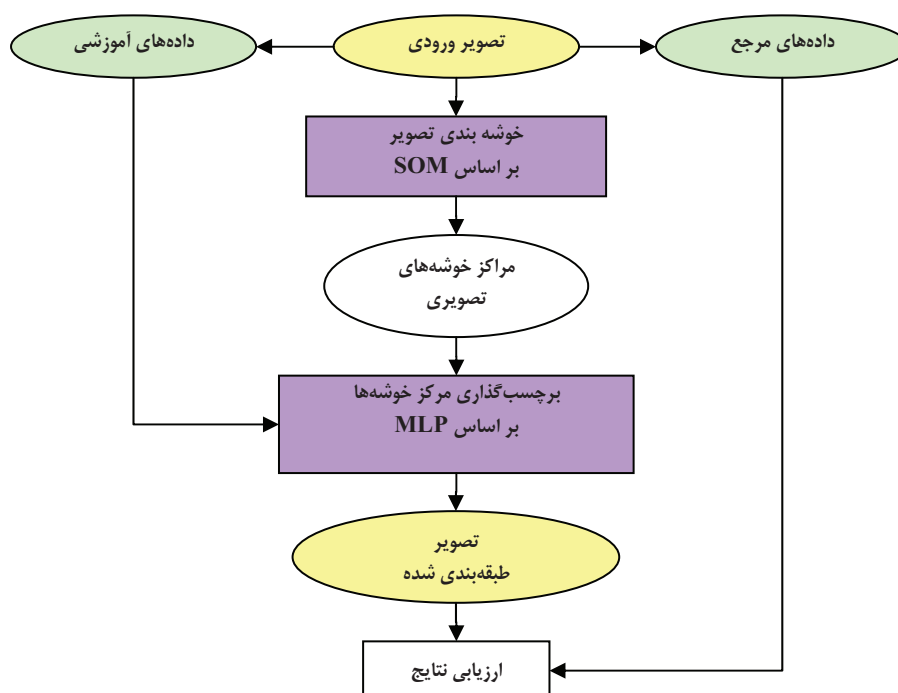 داده‌های مرجع
تصویر ورودی
داده‌های آموزشی
خوشه بندی تصویر
بر اساس SOM
مراکز خوشه‌های
تصویری
برچسب‌گذاری مرکز خوشه‌ها
بر اساس MLP
تصویر
طبقه‌بندی شده
ارزیابی نتایج